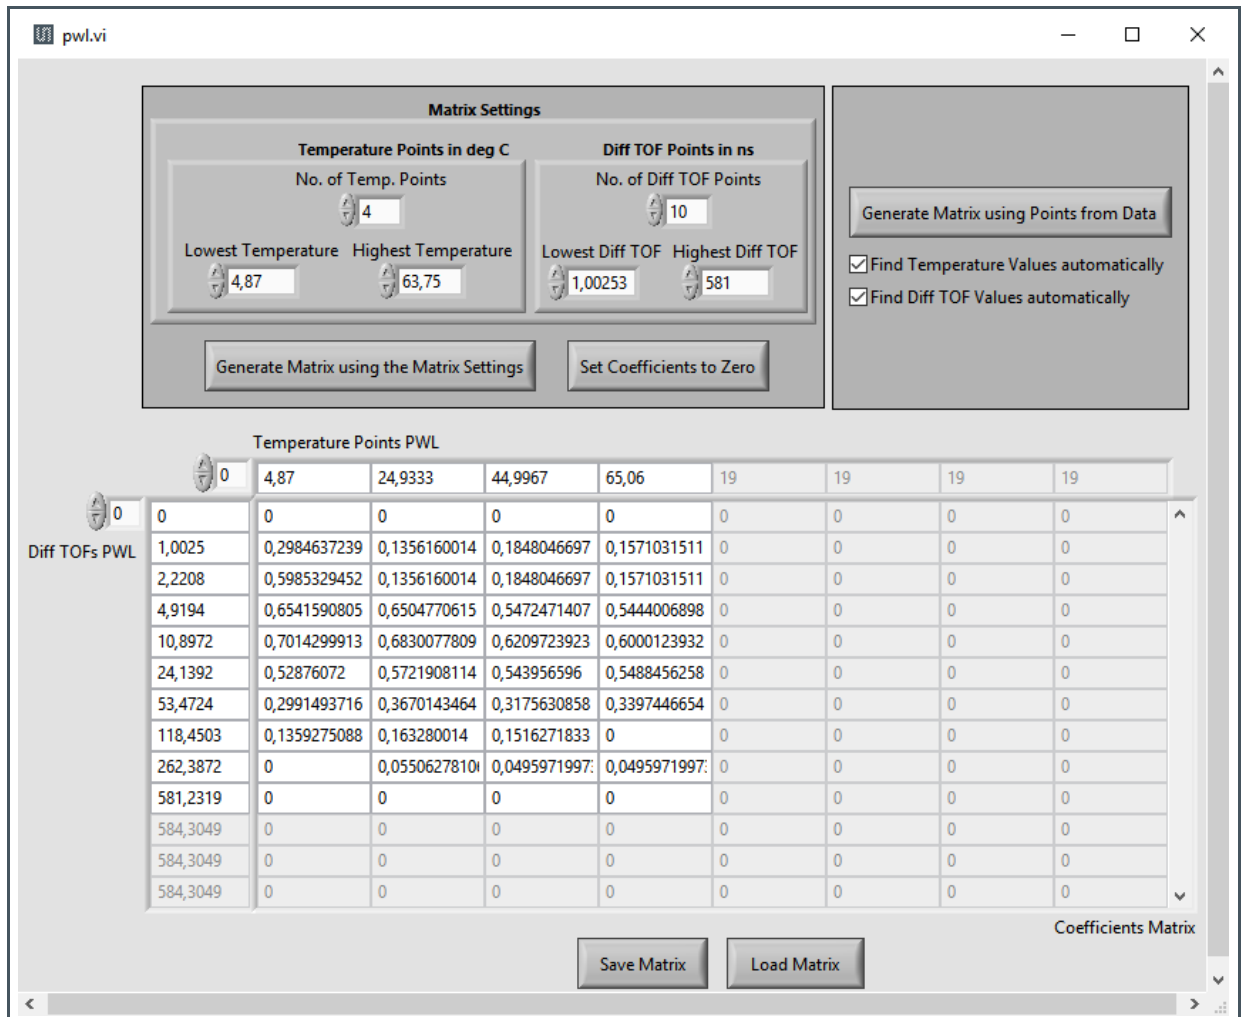 pwl.vi
Matrix Settings
Temperature Points in deg C
Diff TOF Points in ns
No. of Temp. Points
No. of Diff TOF Points
4
10
Lowest Temperature Highest Temperature
Lowest Diff TOF Highest Diff TOF
4,87 63,75
1,00253 581
Generate Matrix using the Matrix Settings
Set Coefficients to Zero
Generate Matrix using Points from Data
Find Temperature Values automatically
Find Diff TOF Values automatically
Temperature Points PWL
0 4,87 24,9333 44,9967 65,06 19 19 19 19
0
Diff TOFs PWL
0 0 0 0 0 0 0 0 0
1,0025 0,2984637239 0,1356160014 0,1848046697 0,1571031511 0 0 0 0
2,2208 0,5985329452 0,1356160014 0,1848046697 0,1571031511 0 0 0 0
4,9194 0,6541590805 0,6504770615 0,5472471407 0,5444006898 0 0 0 0
10,8972 0,7014299913 0,6830077809 0,6209723923 0,6000123932 0 0 0 0
24,1392 0,52876072 0,5721908114 0,543956596 0,5488456258 0 0 0 0
53,4724 0,2991493716 0,3670143464 0,3175630858 0,3397446654 0 0 0 0
118,4503 0,1359275088 0,163280014 0,1516271833 0 0 0 0 0
262,3872 0 0,0550627810 0,0495971997 0,0495971997 0 0 0 0
581,2319 0 0 0 0 0 0 0 0
584,3049 0 0 0 0 0 0 0 0
584,3049 0 0 0 0 0 0 0 0
584,3049 0 0 0 0 0 0 0 0
Coefficients Matrix
Save Matrix
Load Matrix